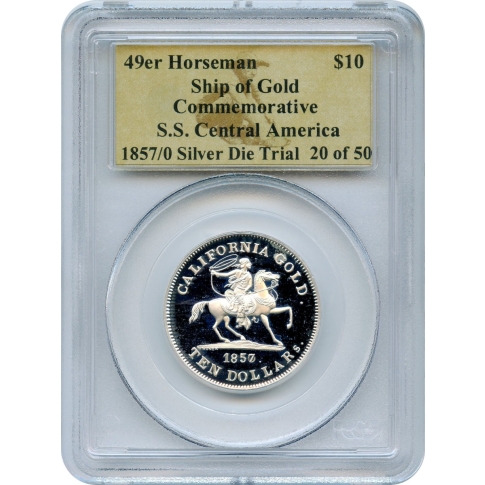 49er Horseman $10
Ship of Gold
Commemorative
S.S. Central America
1857/0 Silver Die Trial 20 of 50
CALIFORNIA GOLD.
1857.
TEN DOLLARS.